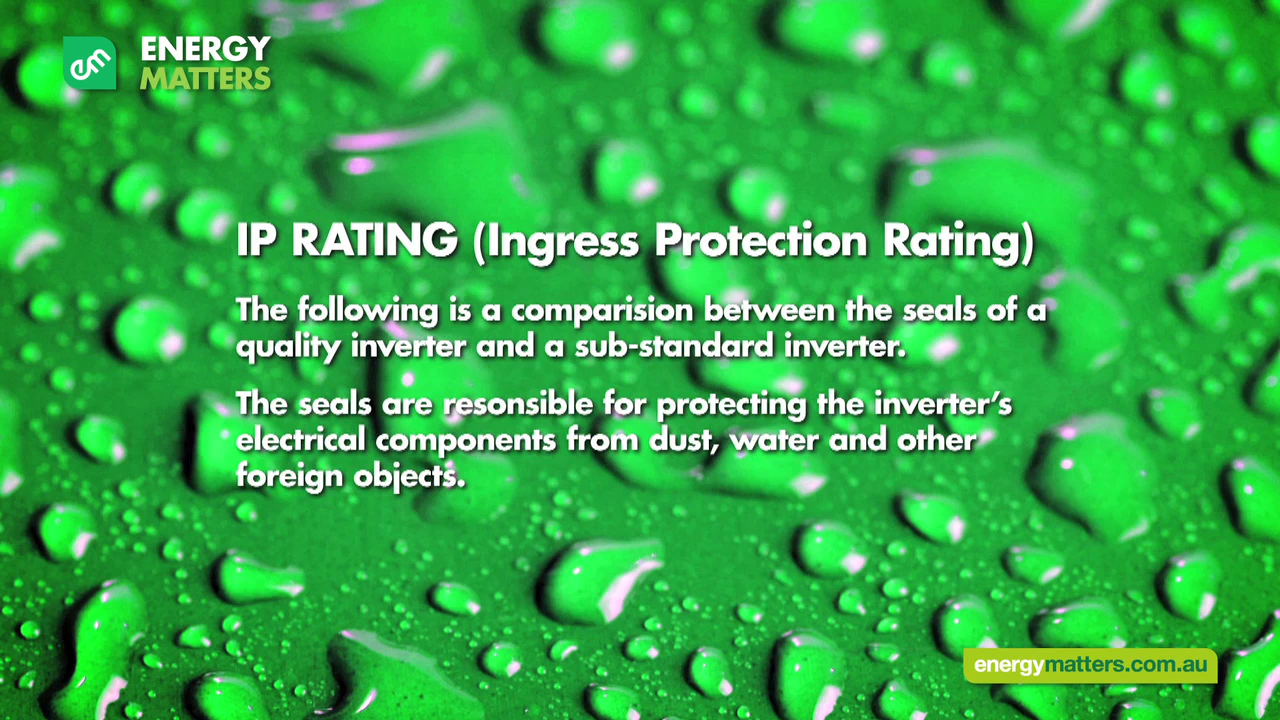 em
ENERGY
MATTERS
IP RATING (Ingress Protection Rating)
The following is a comparision between the seals of a
quality inverter and a sub-standard inverter.
The seals are resonsible for protecting the inverter's
electrical components from dust, water and other
foreign objects.
energymatters.com.au